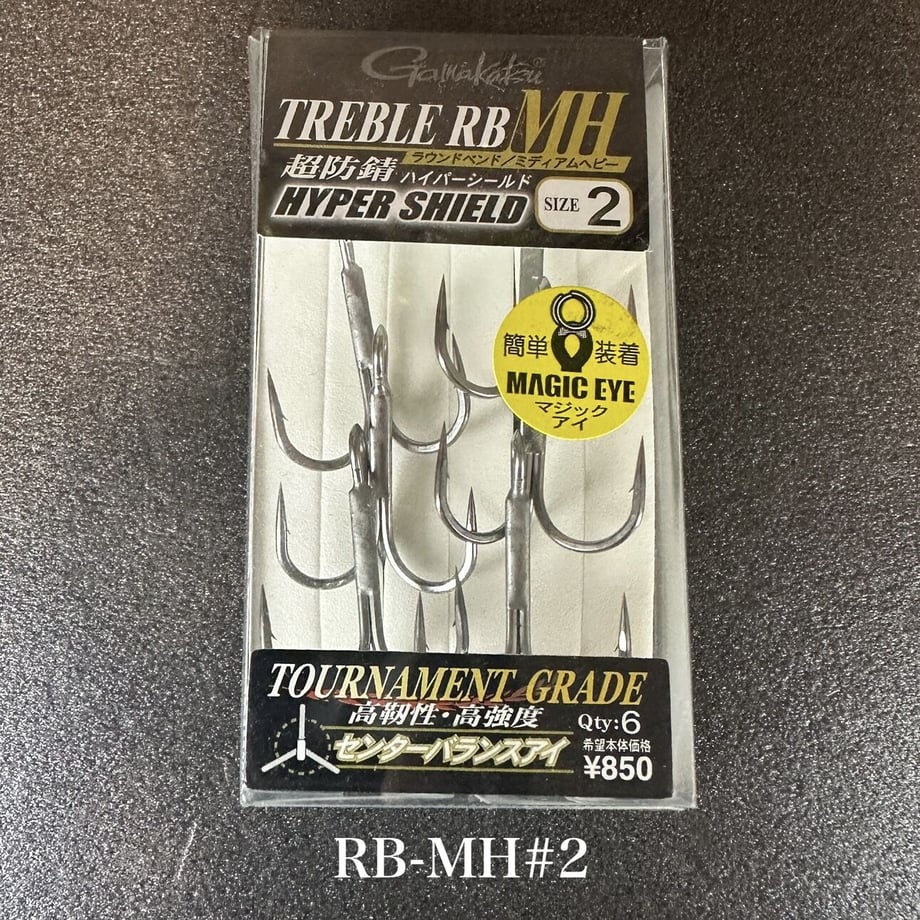 Gamakatsu
TREBLE RB MH
ラウンドベンド/ミディアムヘビー
超防錆 ハイパーシールド
HYPER SHIELD
SIZE 2
簡単 装着
MAGIC EYE
マジック
アイ
TOURNAMENT GRADE
高靭性・高強度
Qty:6
センターバランスアイ
希望本体価格
¥850
RB-MH#2